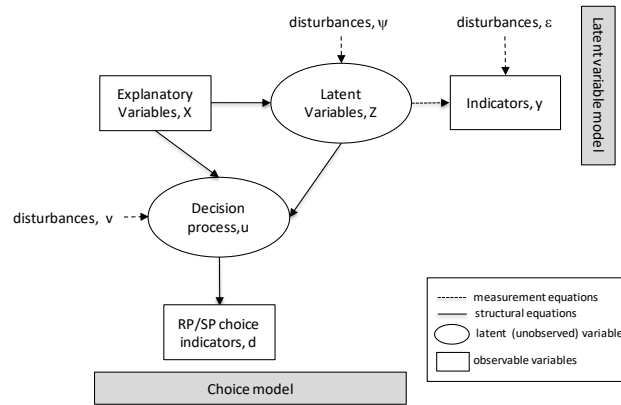 disturbances, ψ
disturbances, ε
Explanatory
Variables, X
Latent
Variables, Z
Indicators, y
Latent variable model
disturbances, v
Decision
process,u
RP/SP choice
indicators, d
measurement equations
structural equations
latent (unobserved) variable
observable variables
Choice model